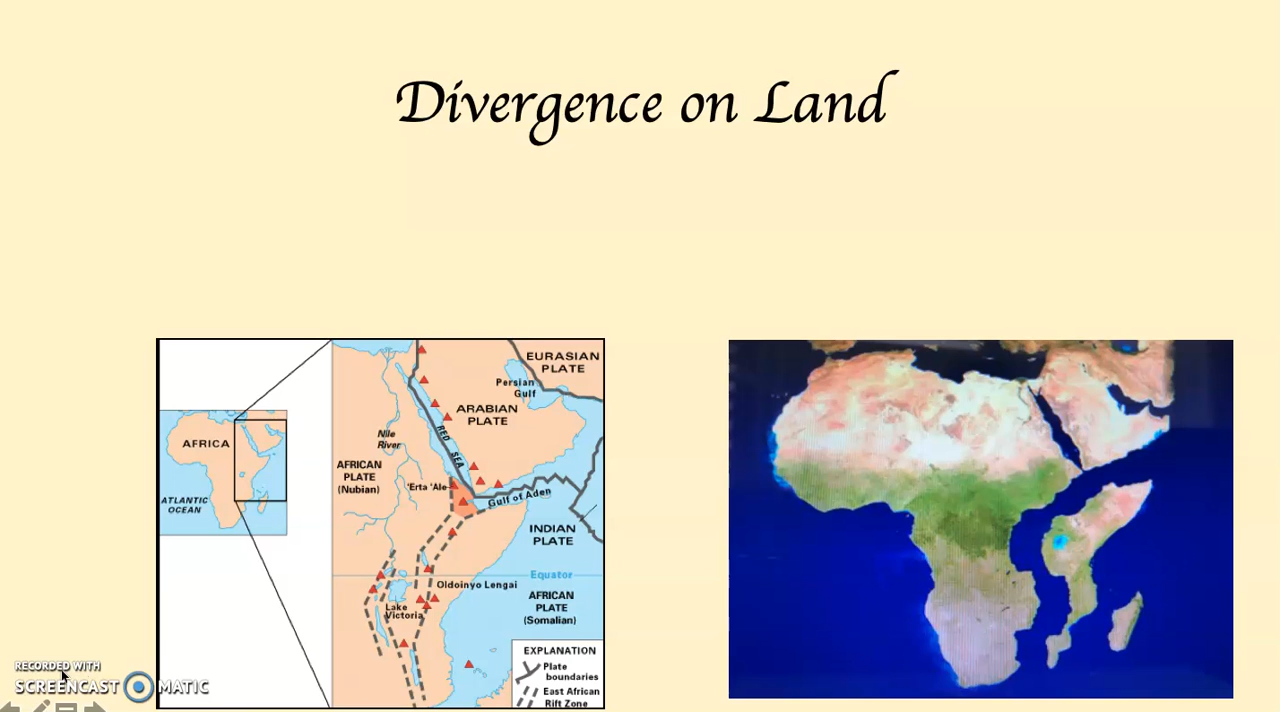 Divergence on Land
EURASIAN
PLATE
Persian
Gulf
ARABIAN
PLATE
AFRICA
Nile
River
RED SEA
AFRICAN
PLATE
(Nubian)
'Erta 'Ale
Gulf of Aden
ATLANTIC
OCEAN
INDIAN
PLATE
Equator
Oldoinyo Lengai
AFRICAN
PLATE
(Somalian)
Lake
Victoria
EXPLANATION
Plate
boundaries
East African
Rift Zone
RECORDED WITH
SCREENCAST MATIC